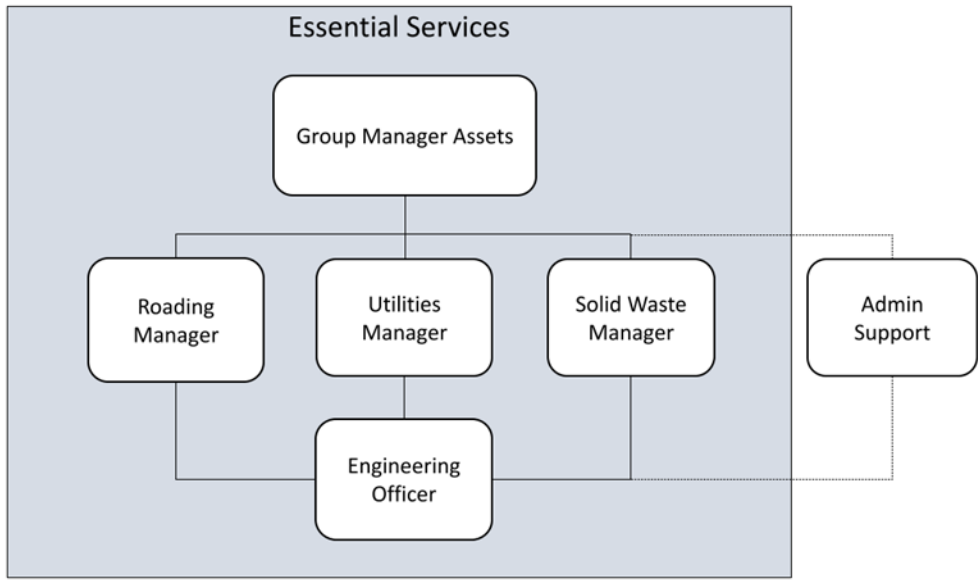 Essential Services
Group Manager Assets
Roading
Manager
Utilities
Manager
Solid Waste
Manager
Admin
Support
Engineering
Officer